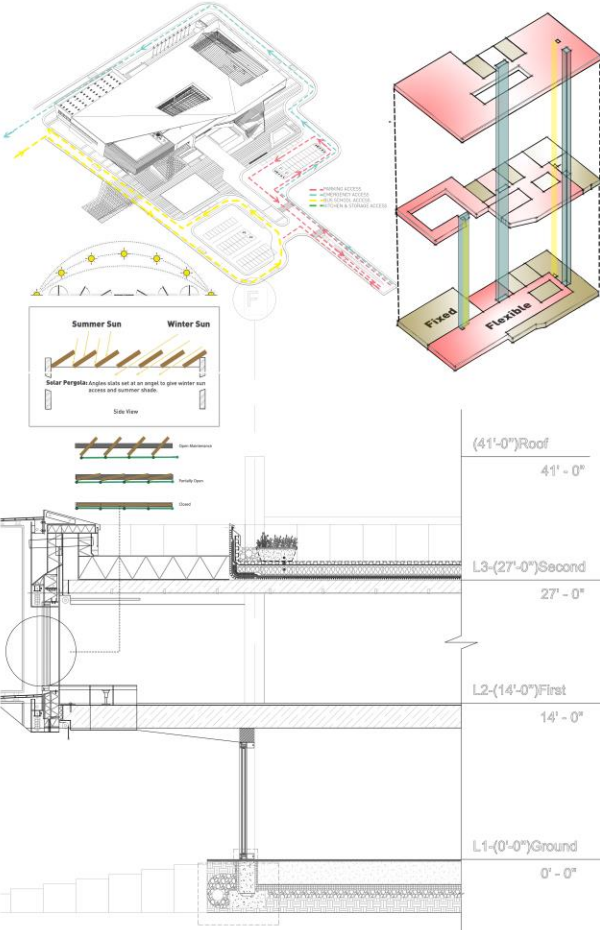 PARKING ACCESS
EMERGENCY ACCESS
BUS SCHOOL ACCESS
KITCHEN & STORAGE ACCESS
Fixed
Flexible
F
Summer Sun
Winter Sun
Solar Pergola: Angles slats set at an angel to give winter sun
access and summer shade.
Side View
Open Maintenance
Partially Open
Closed
(41'-0")Roof
41' - 0"
L3-(27'-0")Second
27' - 0"
L2-(14'-0")First
14' - 0"
L1-(0'-0")Ground
0' - 0"